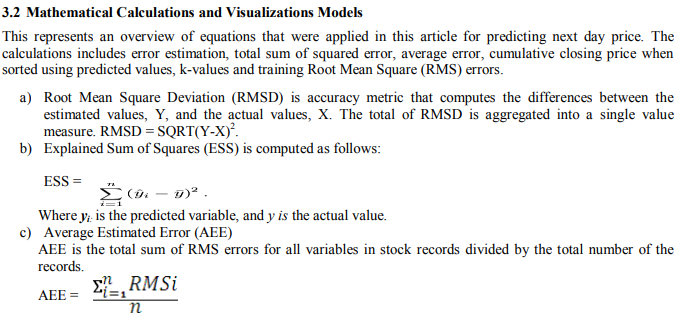 3.2 Mathematical Calculations and Visualizations Models
This represents an overview of equations that were applied in this article for predicting next day price. The
calculations includes error estimation, total sum of squared error, average error, cumulative closing price when
sorted using predicted values, k-values and training Root Mean Square (RMS) errors.
a) Root Mean Square Deviation (RMSD) is accuracy metric that computes the differences between the
estimated values, Y, and the actual values, X. The total of RMSD is aggregated into a single value
measure. RMSD = SQRT(Y-X)².
b) Explained Sum of Squares (ESS) is computed as follows:
ESS = ∑ⁿᵢ₌₁ (ŷᵢ − ȳ)² .
Where yᵢ, is the predicted variable, and y is the actual value.
c) Average Estimated Error (AEE)
AEE is the total sum of RMS errors for all variables in stock records divided by the total number of the
records.
AEE = Σⁿᵢ₌₁ RMSi / n